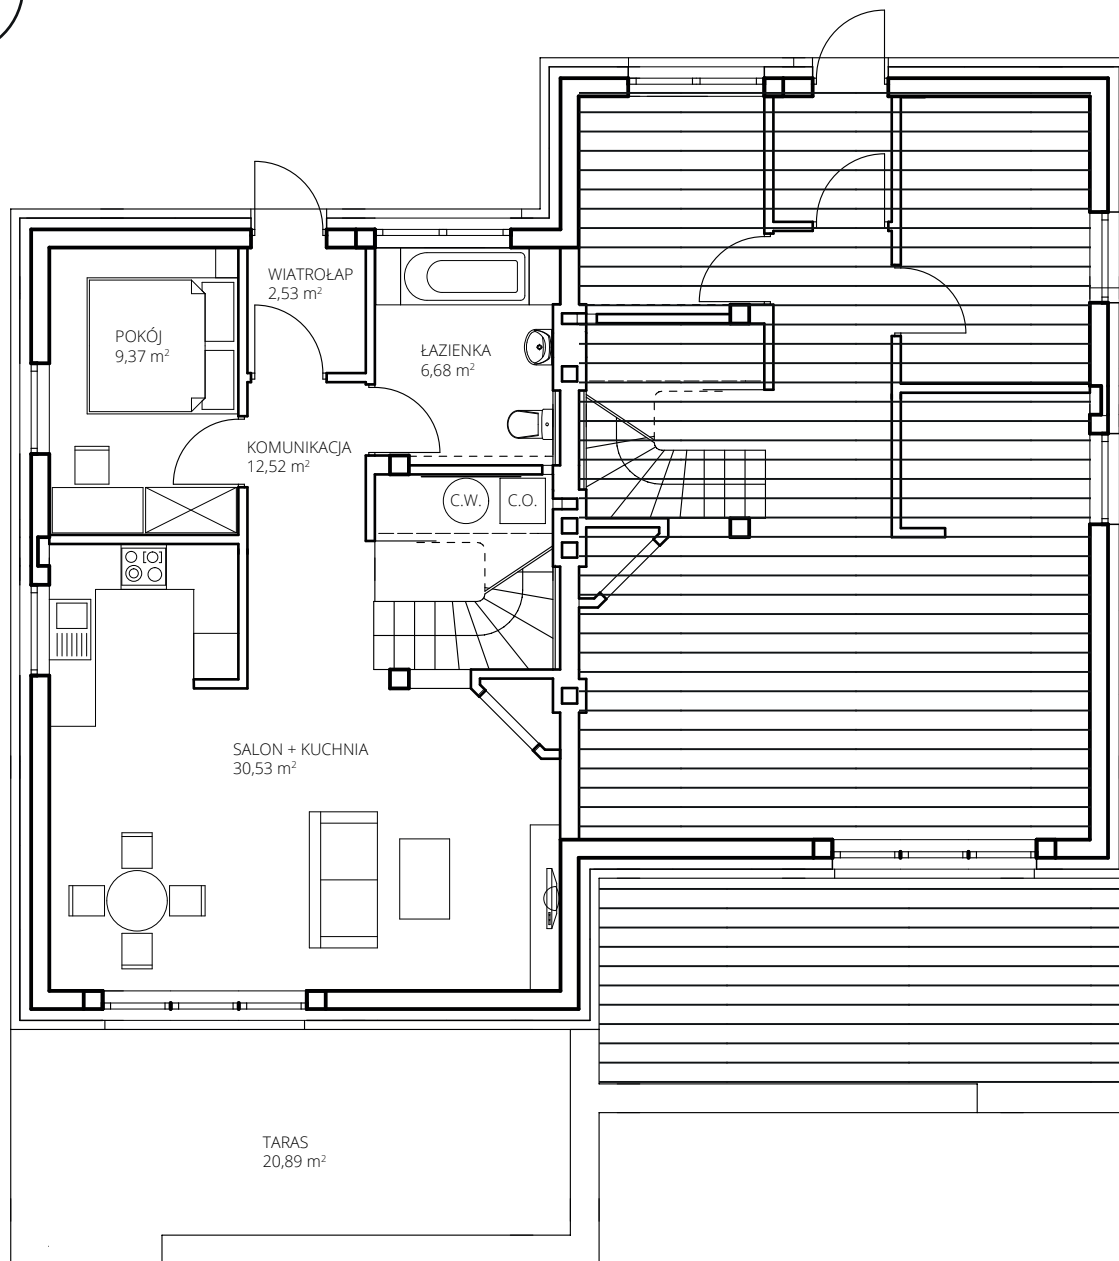 WIATROŁAP
2,53 m²
POKÓJ
9,37 m²
ŁAZIENKA
6,68 m²
KOMUNIKACJA
12,52 m²
C.W.
C.O.
SALON + KUCHNIA
30,53 m²
TARAS
20,89 m²